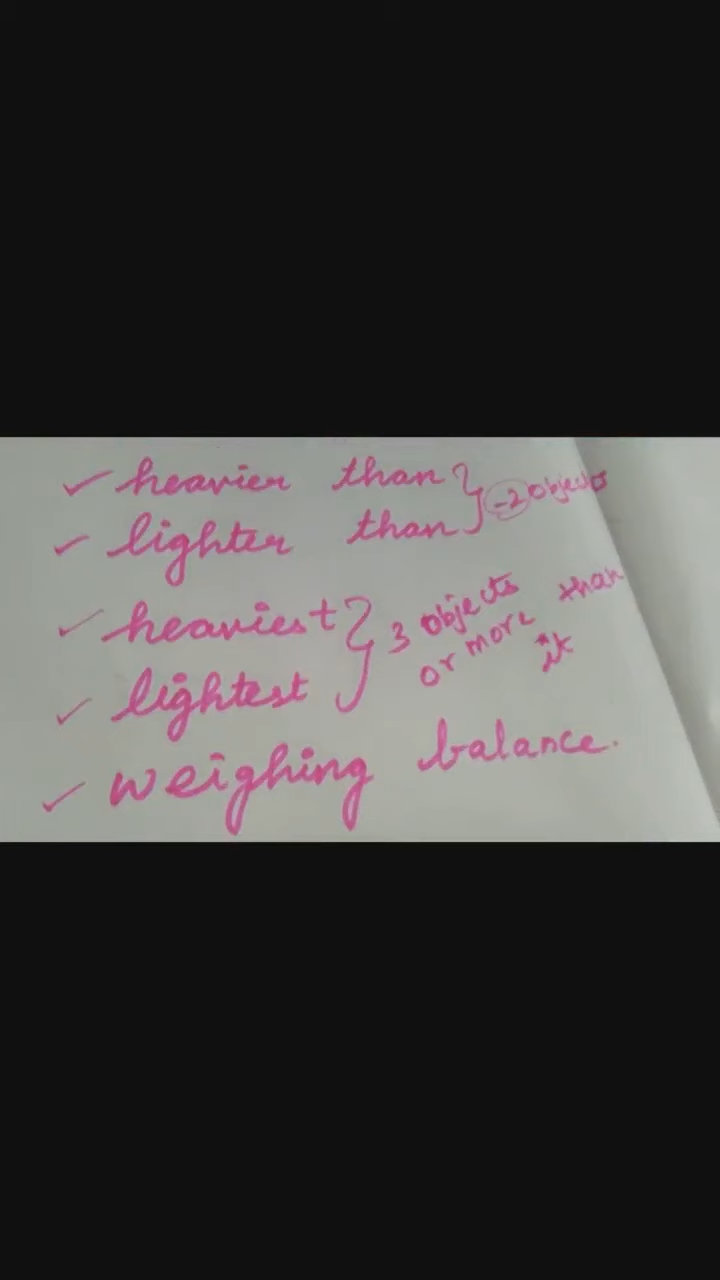 ✓ heavier than } -2 objects
✓ lighter than
✓ heaviest } 3 objects
or more than
it
✓ lightest
✓ weighing balance.